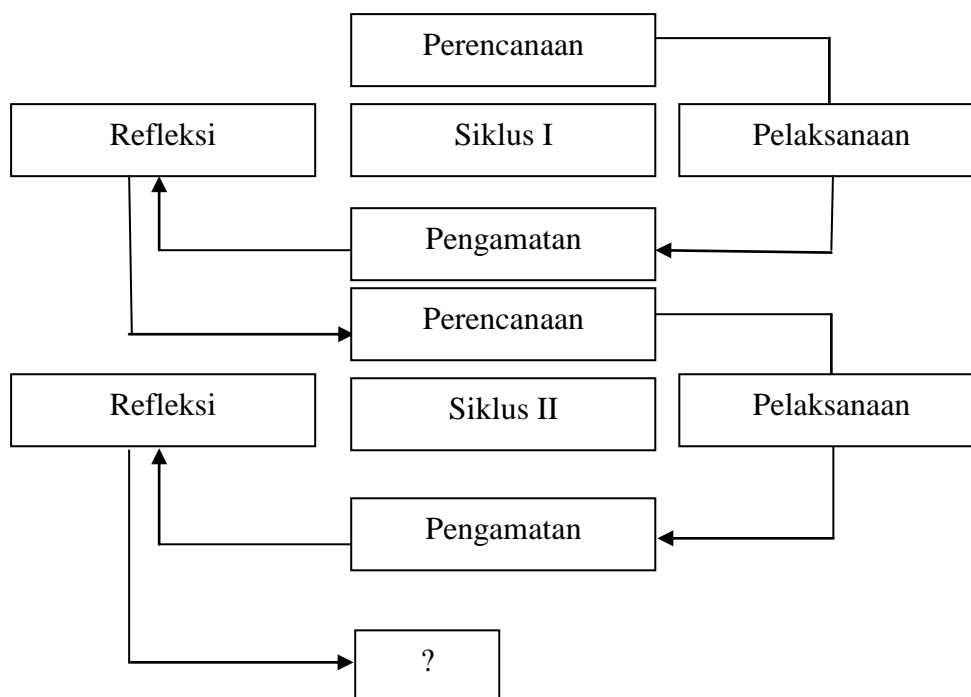 Perencanaan
Refleksi
Siklus I
Pelaksanaan
Pengamatan
Perencanaan
Refleksi
Siklus II
Pelaksanaan
Pengamatan
?